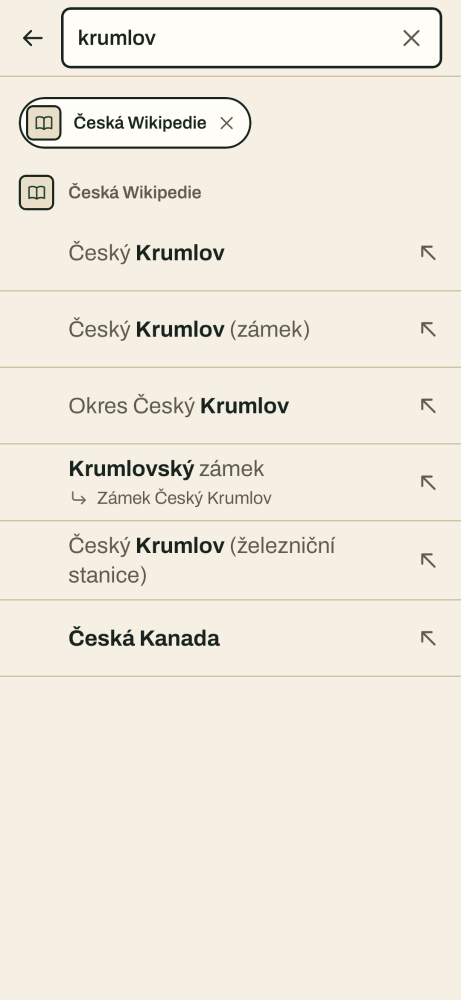 krumlov
Česká Wikipedie
Česká Wikipedie
Český Krumlov
Český Krumlov (zámek)
Okres Český Krumlov
Krumlovský zámek
Zámek Český Krumlov
Český Krumlov (železniční
stanice)
Česká Kanada